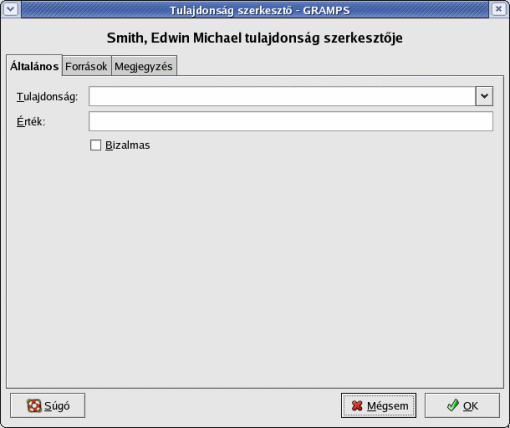 Tulajdonság szerkesztő - GRAMPS
Smith, Edwin Michael tulajdonság szerkesztője
Általános Források Megjegyzés
Tulajdonság:
Érték:
Bizalmas
Súgó Mégsem OK